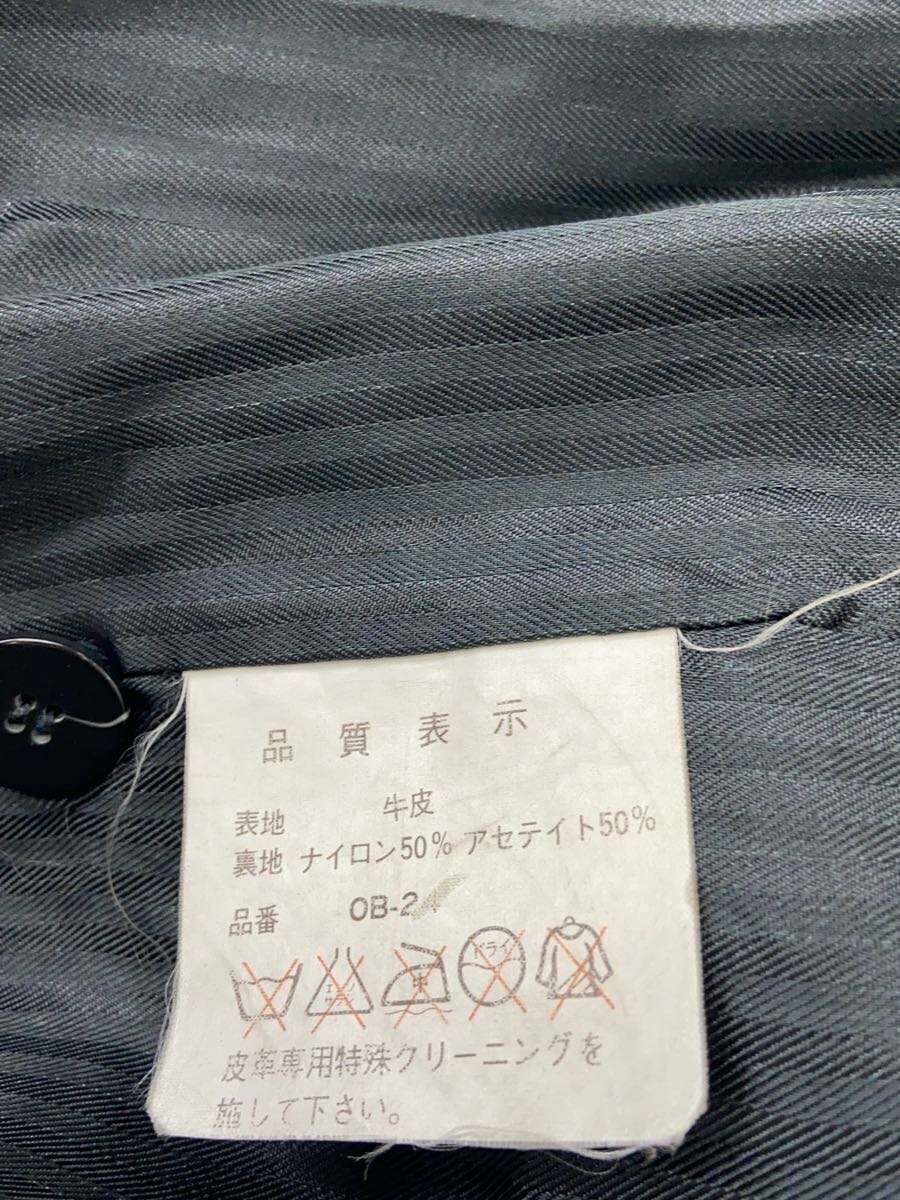 品質表示
表地 牛皮
裏地 ナイロン50% アセテイト50%
品番 OB-2
ドライ
皮革専用特殊クリーニングを
施して下さい。